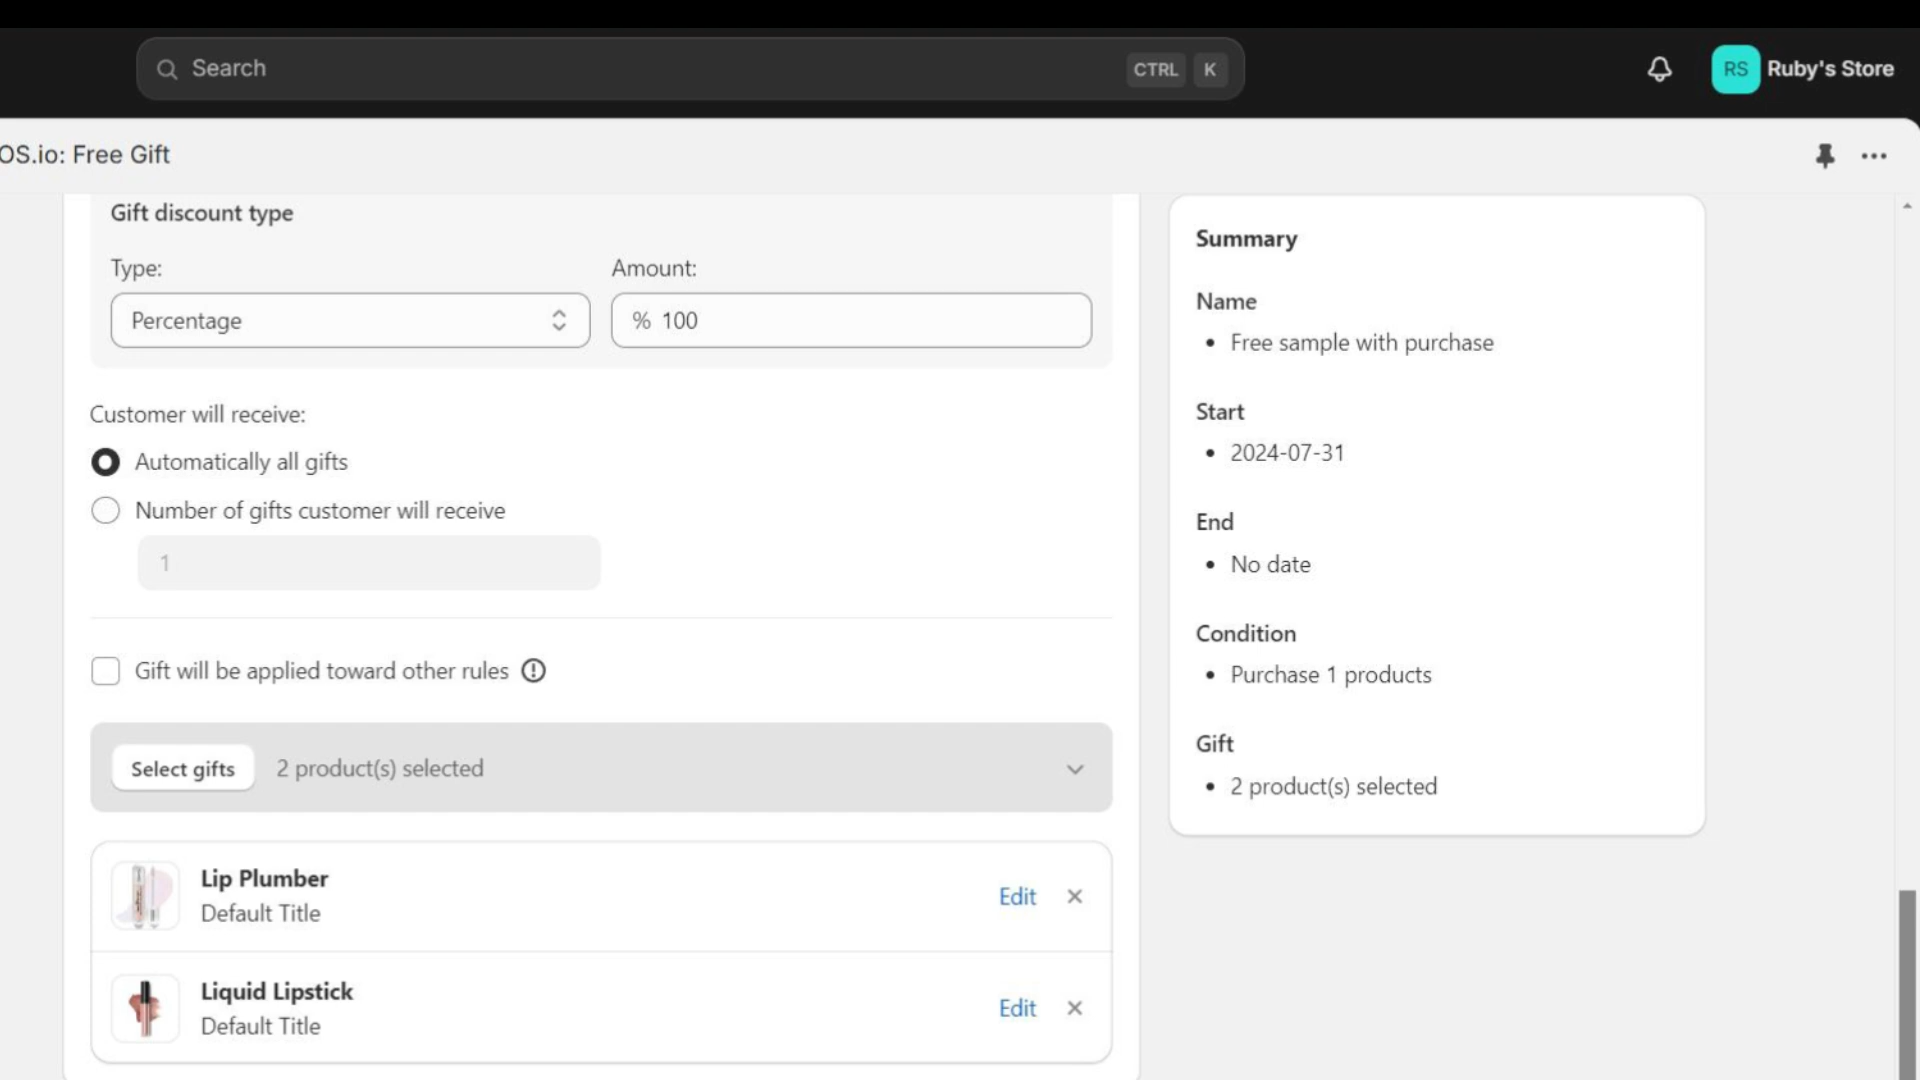 Search
CTRL K
RS Ruby's Store
OS.io: Free Gift
Gift discount type
Type:
Amount:
Percentage
% 100
Customer will receive:
Automatically all gifts
Number of gifts customer will receive
1
Gift will be applied toward other rules
Select gifts 2 product(s) selected
Lip Plumber
Default Title
Edit
Liquid Lipstick
Default Title
Edit
Summary
Name
Free sample with purchase
Start
2024-07-31
End
No date
Condition
Purchase 1 products
Gift
2 product(s) selected